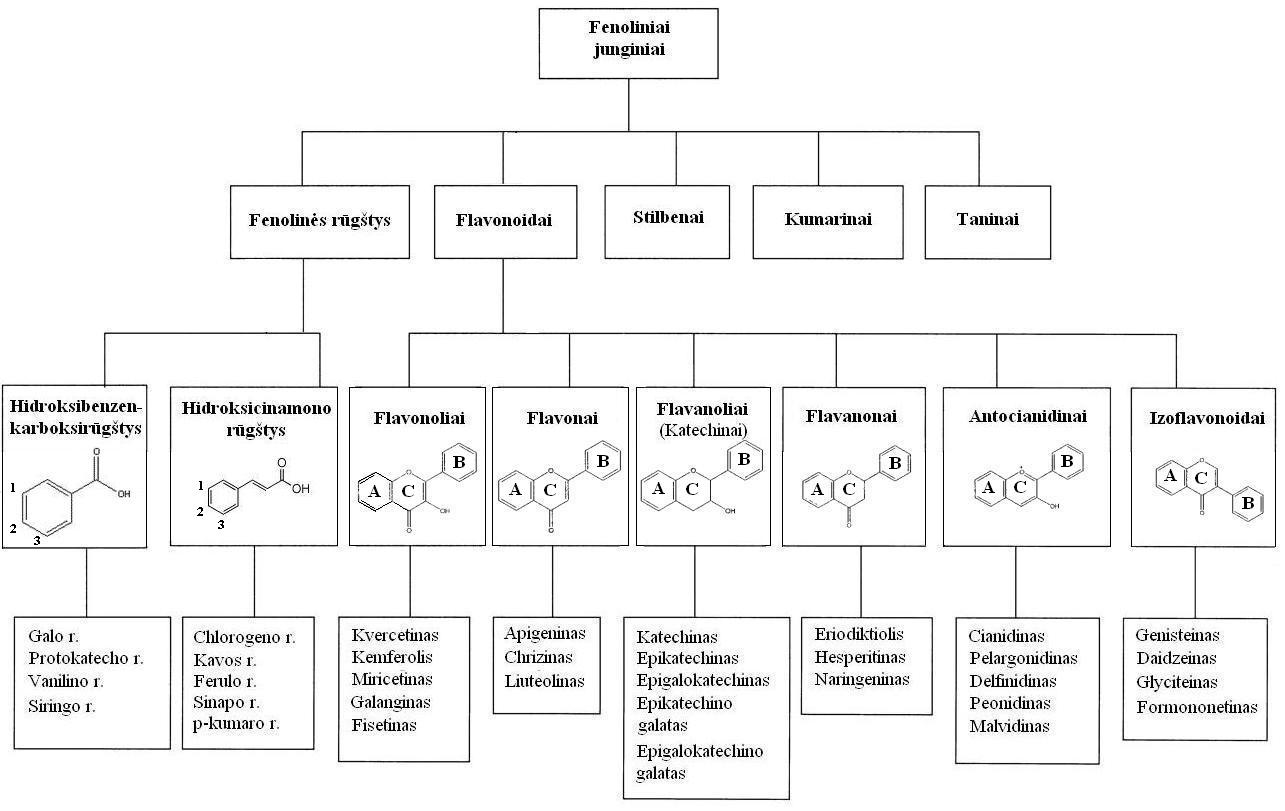 Fenoliniai
junginiai
Fenolinės rūgštys
Flavonoidai
Stilbenai
Kumarinai
Taninai
Hidroksibenzen-
karboksirūgštys
O
OH
1
2
3
Hidroksicinamono
rūgštys
O
OH
1
2
3
Flavonoliai
A
C
B
O
O
OH
Flavonai
A
C
B
O
O
Flavanoliai
(Katechinai)
A
C
B
O
OH
Flavanonai
A
C
B
O
O
Antocianidinai
A
C
B
O
+
OH
Izoflavonoidai
A
C
B
O
O
Galo r.
Protokatecho r.
Vanilino r.
Siringo r.
Chlorogeno r.
Kavos r.
Ferulo r.
Sinapo r.
p-kumaro r.
Kvercetinas
Kemferolis
Miricetinas
Galanginas
Fisetinas
Apigeninas
Chrizinas
Liuteolinas
Katechinas
Epikatechinas
Epigalokatechinas
Epikatechino
galatas
Epigalokatechino
galatas
Eriodiktiolis
Hesperitinas
Naringeninas
Cianidinas
Pelargonidinas
Delfinidinas
Peonidinas
Malvidinas
Genisteinas
Daidzeinas
Glyciteinas
Formononetinas